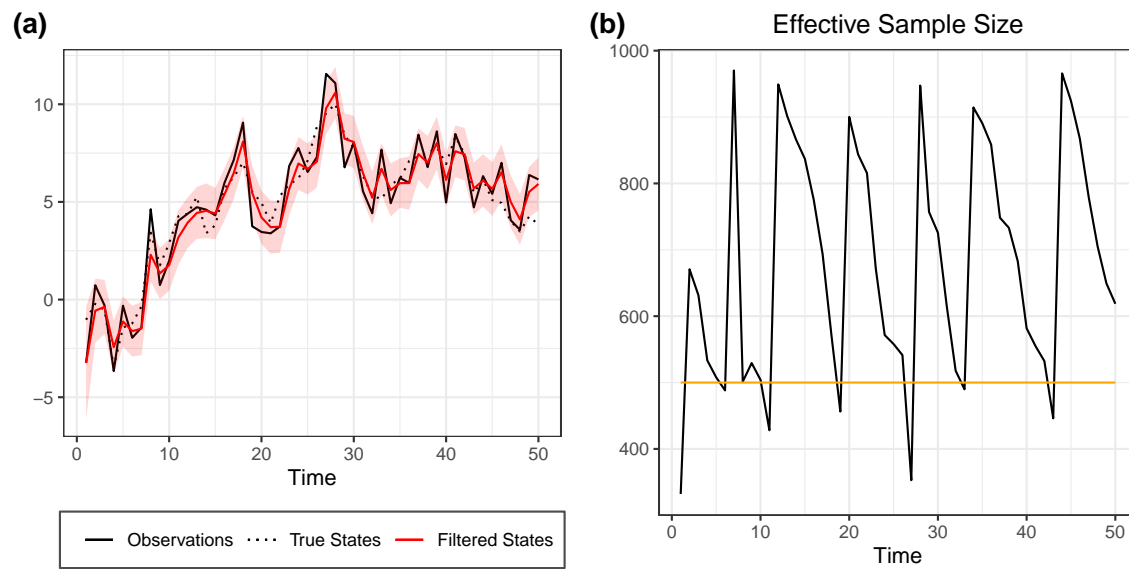 (a)
10
5
0
−5
0 10 20 30 40 50
Time
Observations True States Filtered States
(b)
Effective Sample Size
1000
800
600
400
0 10 20 30 40 50
Time